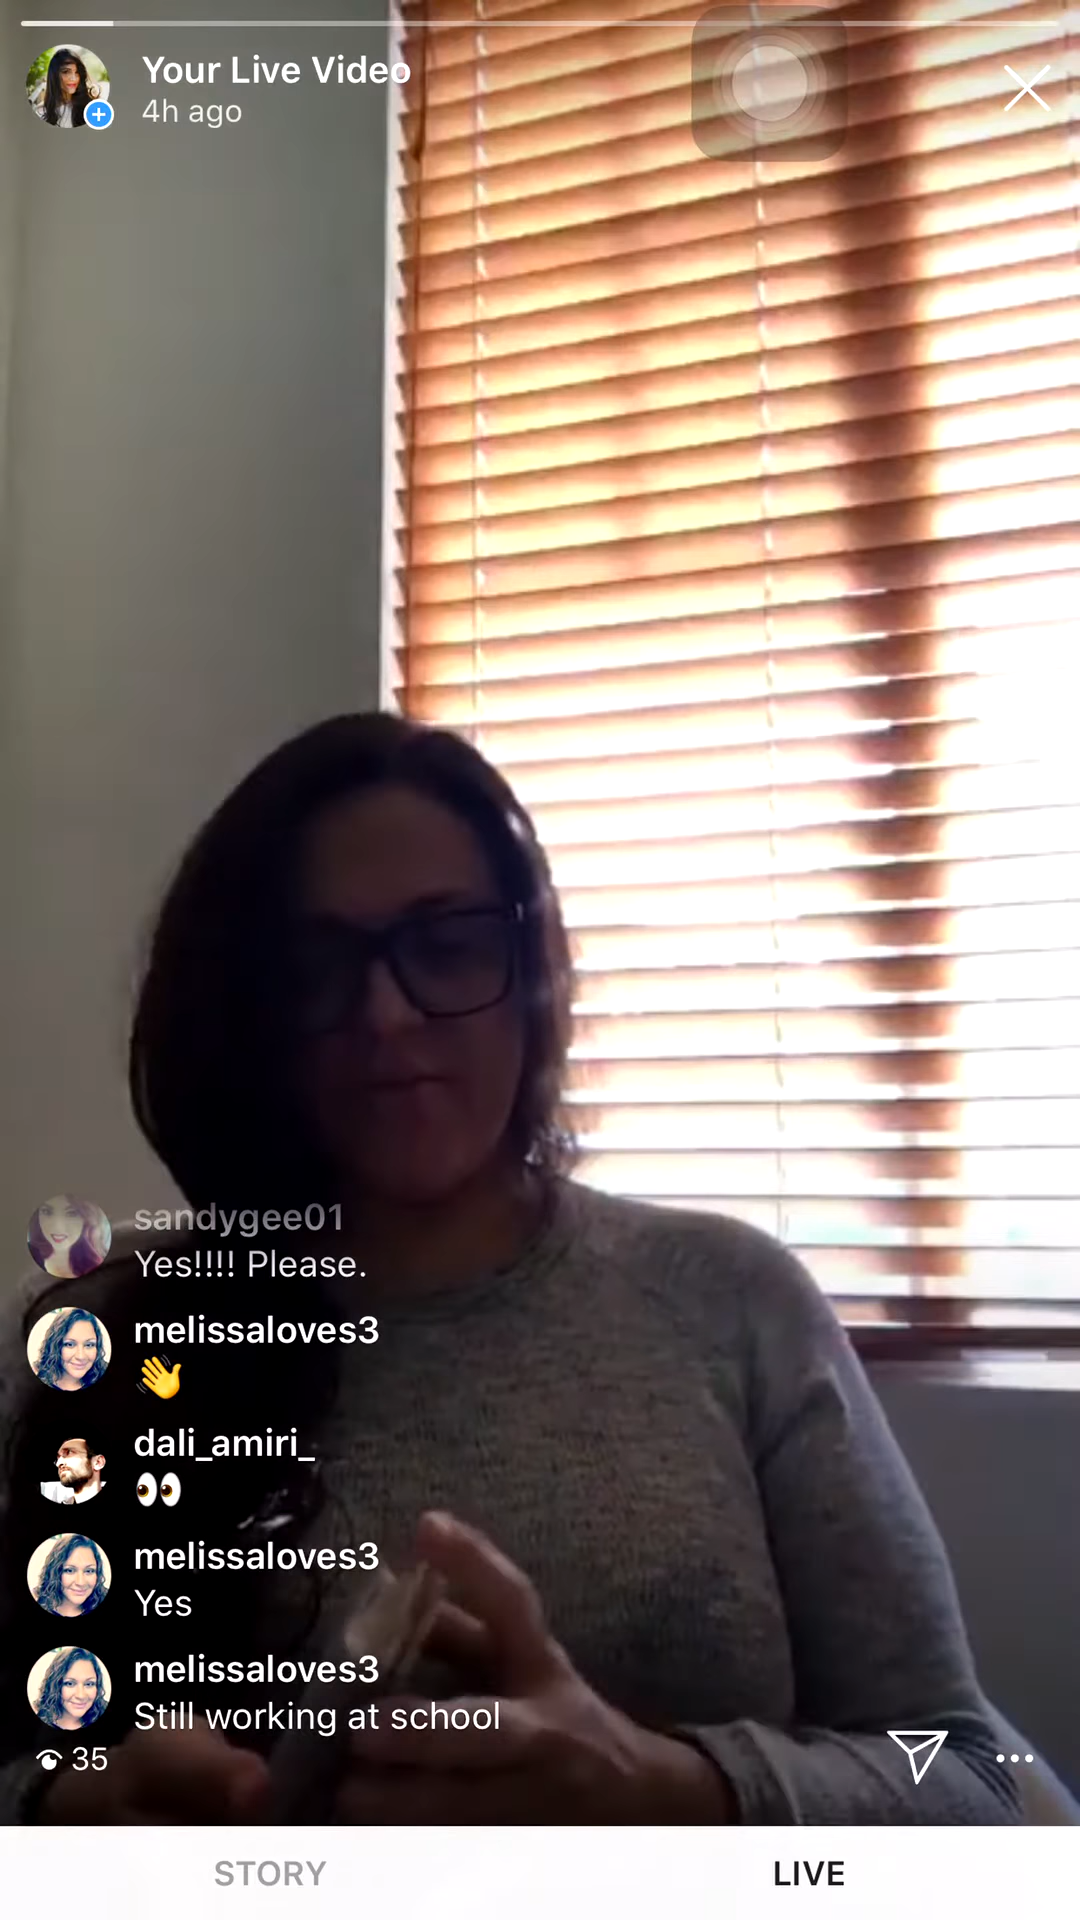 Your Live Video
4h ago
sandygee01
Yes!!!! Please.
melissaloves3
👋
dali_amiri_
👀
melissaloves3
Yes
melissaloves3
Still working at school
35
STORY
LIVE